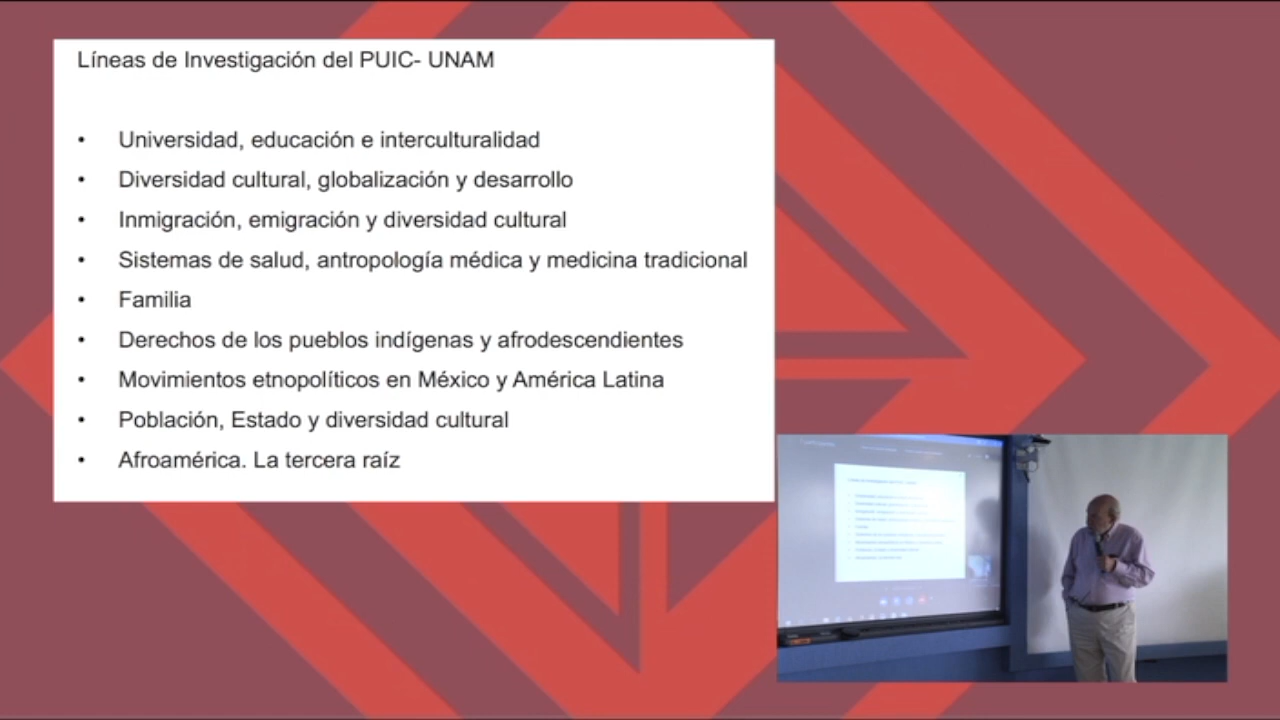 Líneas de Investigación del PUIC- UNAM
• Universidad, educación e interculturalidad
• Diversidad cultural, globalización y desarrollo
• Inmigración, emigración y diversidad cultural
• Sistemas de salud, antropología médica y medicina tradicional
• Familia
• Derechos de los pueblos indígenas y afrodescendientes
• Movimientos etnopolíticos en México y América Latina
• Población, Estado y diversidad cultural
• Afroamérica. La tercera raíz